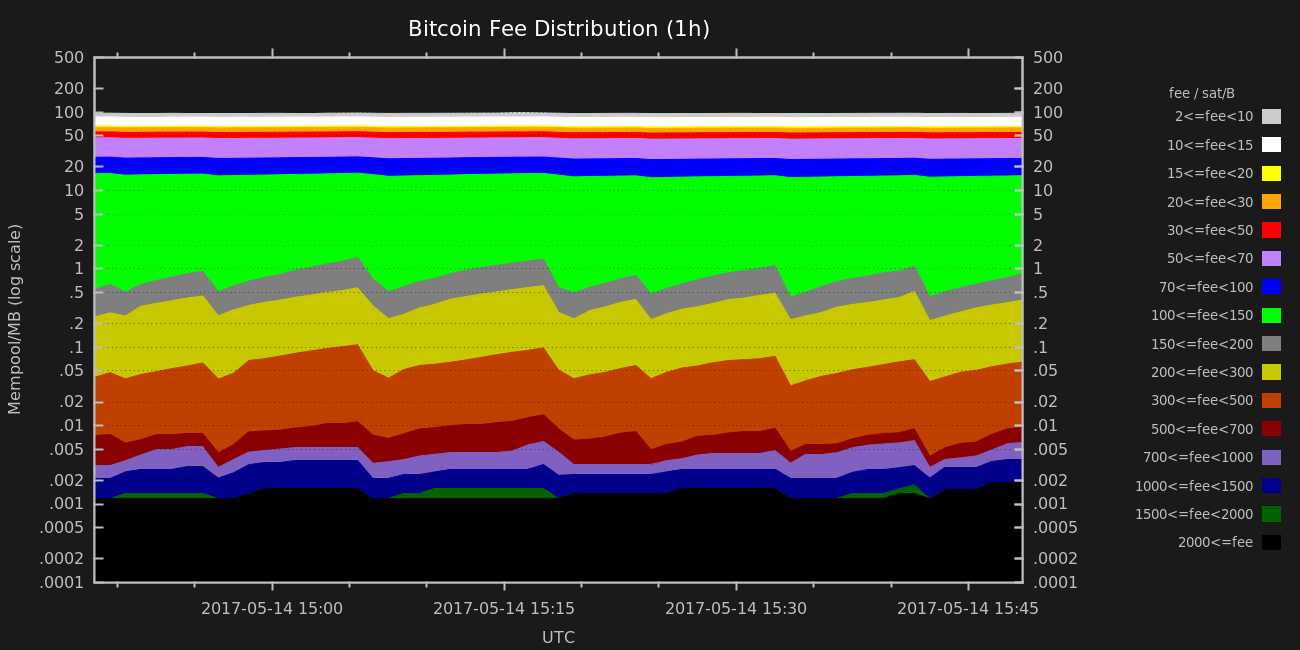 Bitcoin Fee Distribution (1h)
500
200
100
50
20
10
5
2
1
.5
.2
.1
.05
.02
.01
.005
.002
.001
.0005
.0002
.0001
Mempool/MB (log scale)
500
200
100
50
20
10
5
2
1
.5
.2
.1
.05
.02
.01
.005
.002
.001
.0005
.0002
.0001
2017-05-14 15:00 2017-05-14 15:15 2017-05-14 15:30 2017-05-14 15:45
UTC
fee / sat/B
2<=fee<10
10<=fee<15
15<=fee<20
20<=fee<30
30<=fee<50
50<=fee<70
70<=fee<100
100<=fee<150
150<=fee<200
200<=fee<300
300<=fee<500
500<=fee<700
700<=fee<1000
1000<=fee<1500
1500<=fee<2000
2000<=fee